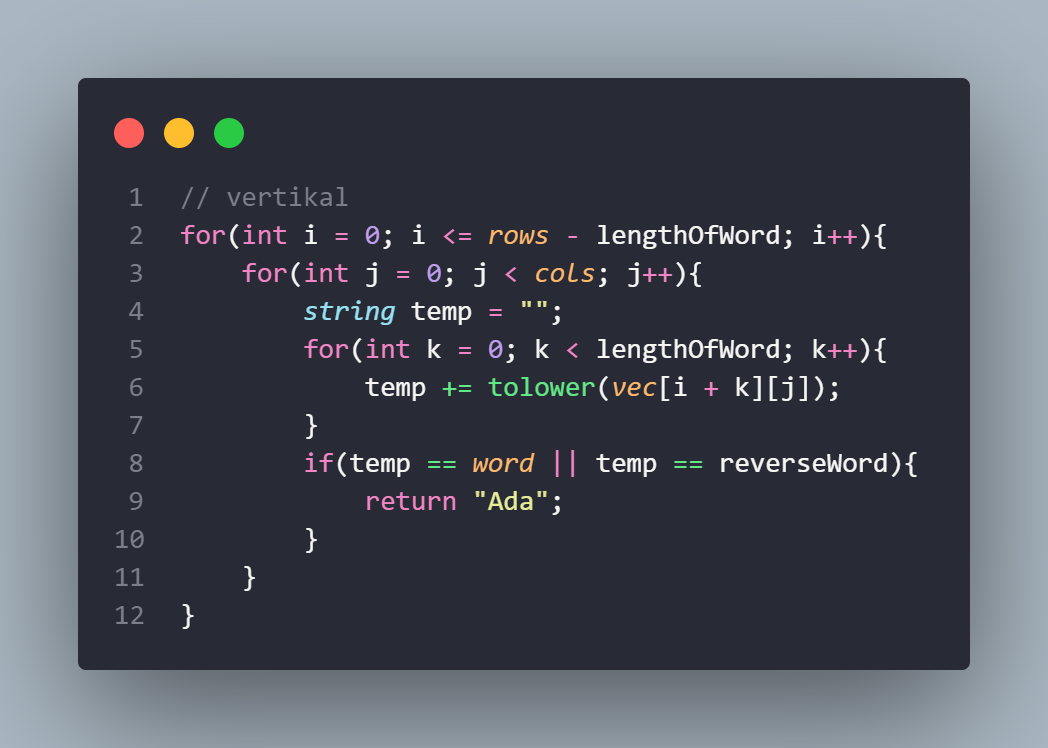 1 // vertikal
2 for(int i = 0; i <= rows - lengthOfWord; i++){
3     for(int j = 0; j < cols; j++){
4         string temp = "";
5         for(int k = 0; k < lengthOfWord; k++){
6             temp += tolower(vec[i + k][j]);
7         }
8         if(temp == word || temp == reverseWord){
9             return "Ada";
10         }
11     }
12 }